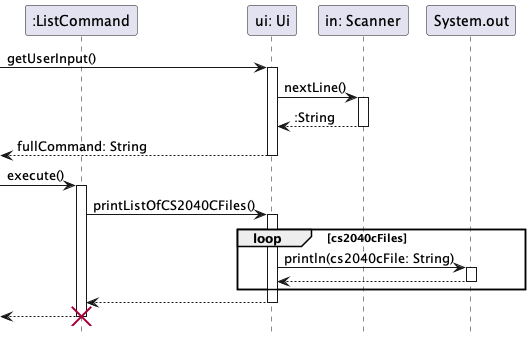 :ListCommand
ui: Ui
in: Scanner
System.out
getUserInput()
nextLine()
:String
fullCommand: String
execute()
printListOfCS2040CFiles()
loop
[cs2040cFiles]
println(cs2040cFile: String)